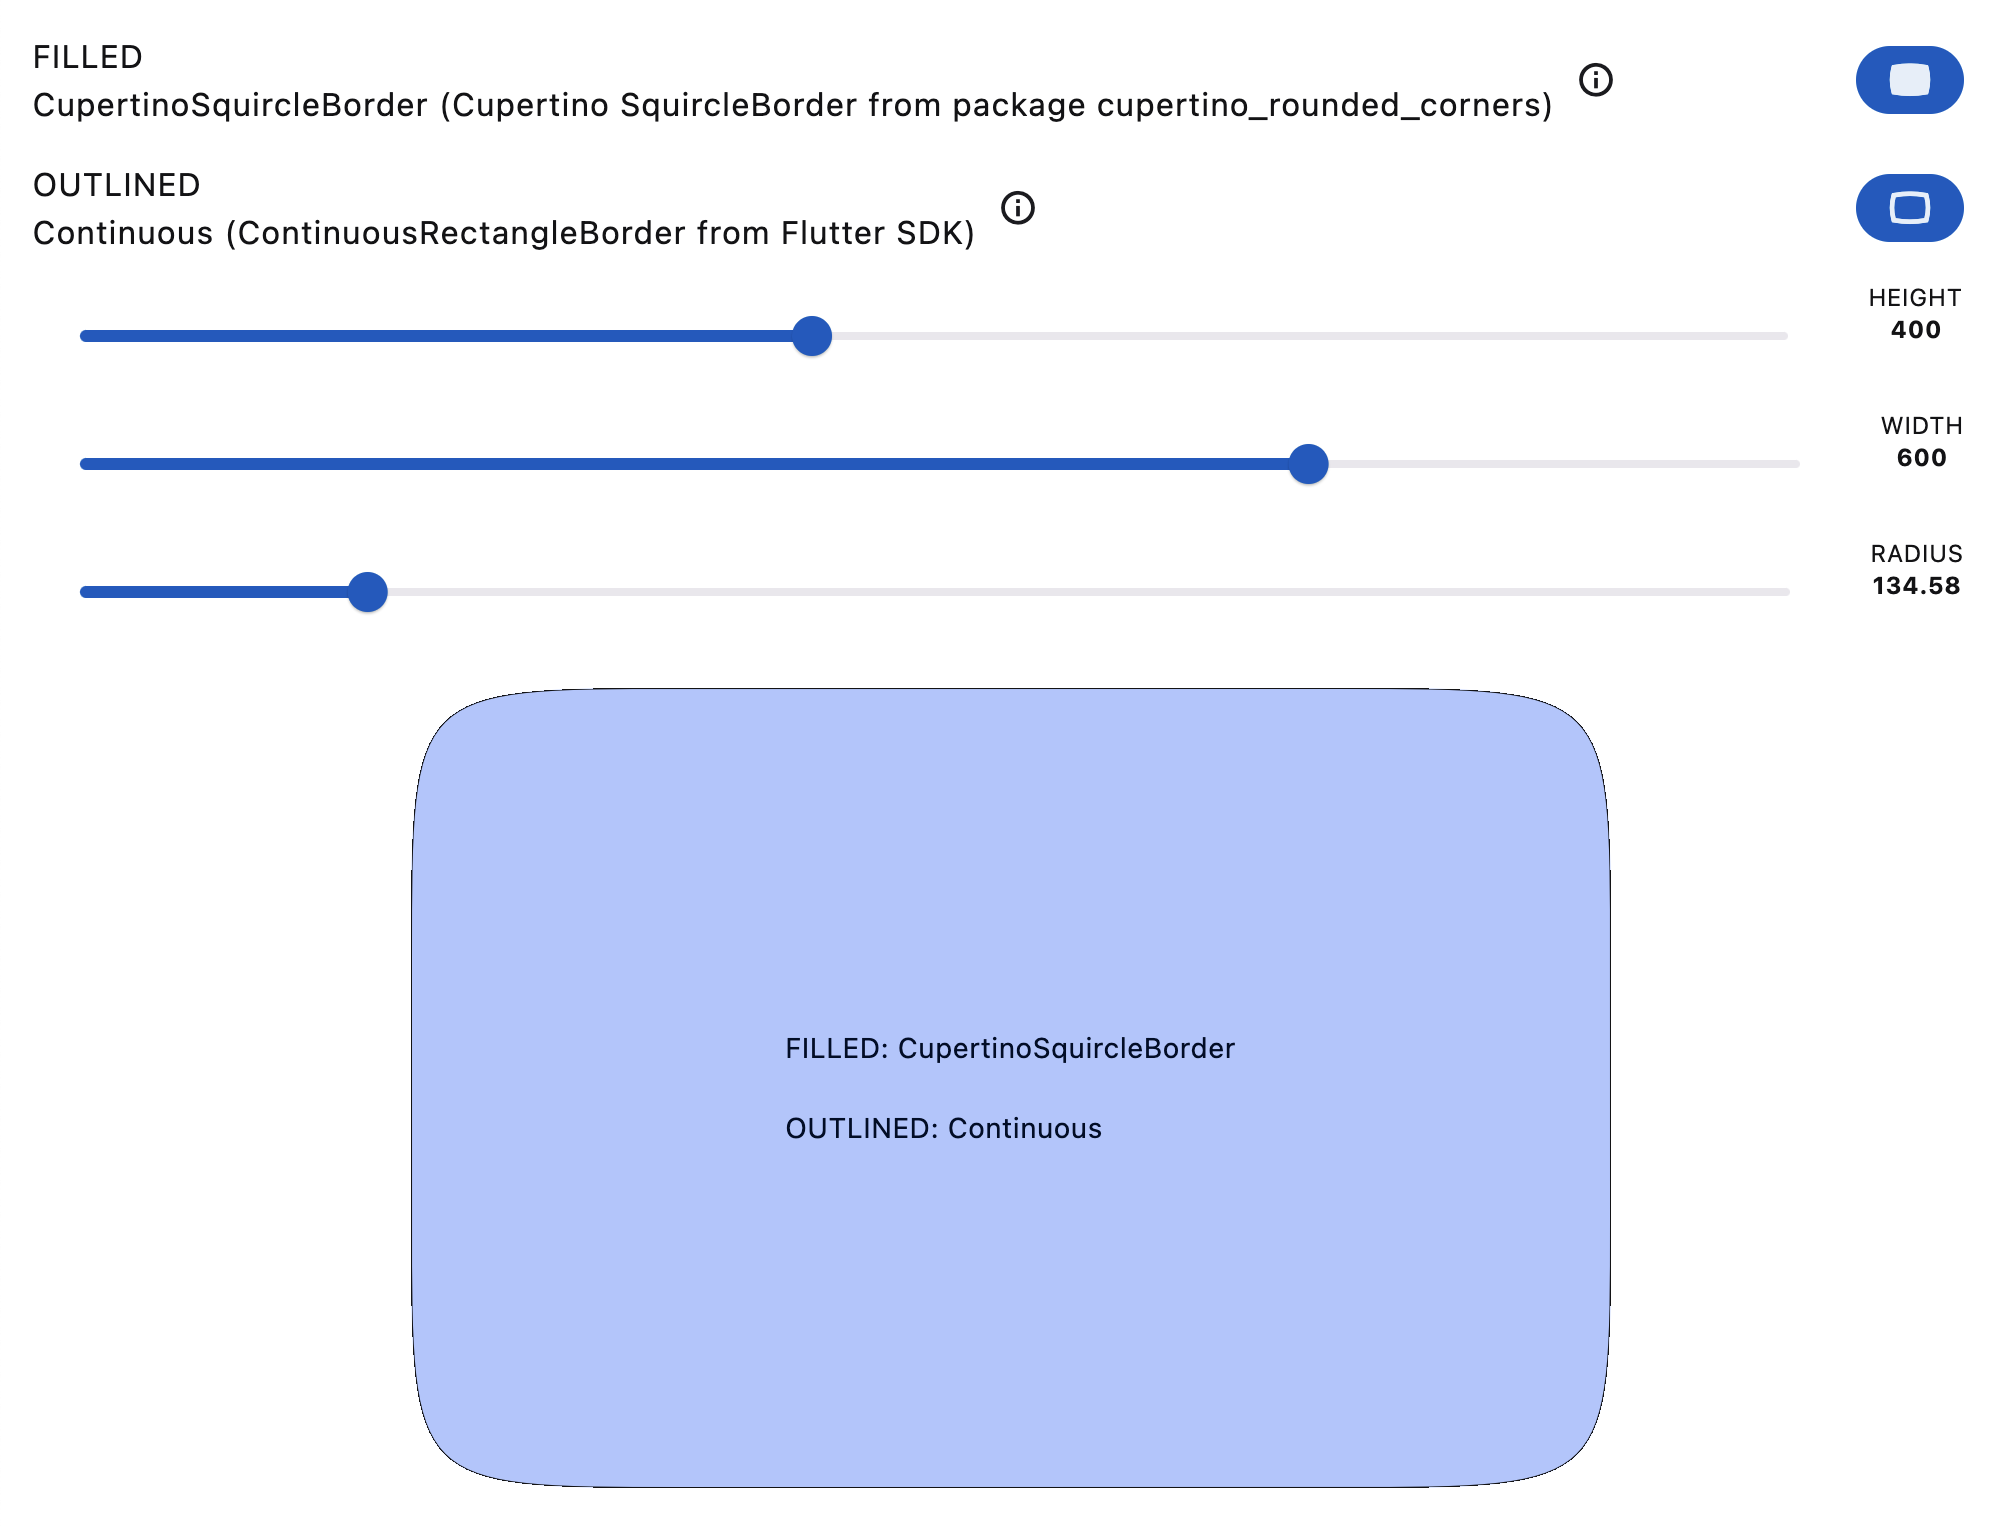 FILLED
CupertinoSquircleBorder (Cupertino SquircleBorder from package cupertino_rounded_corners)
OUTLINED
Continuous (ContinuousRectangleBorder from Flutter SDK)
HEIGHT
400
WIDTH
600
RADIUS
134.58
FILLED: CupertinoSquircleBorder
OUTLINED: Continuous